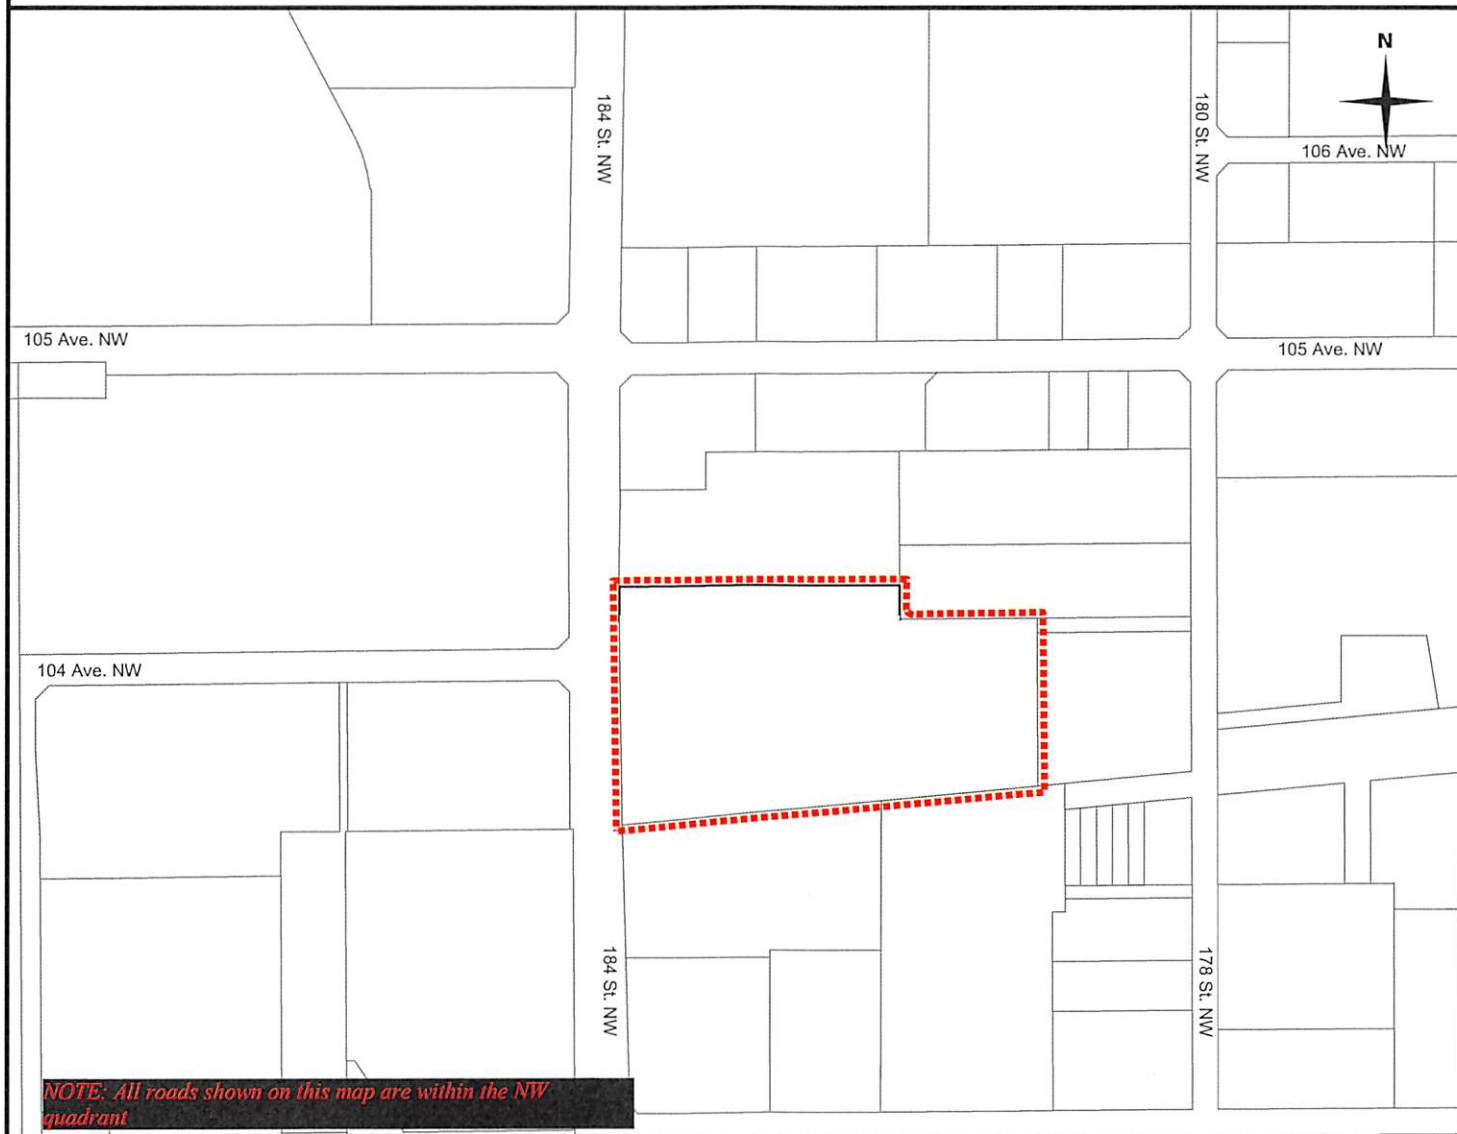 N
184 St. NW
180 St. NW
106 Ave. NW
105 Ave. NW
105 Ave. NW
104 Ave. NW
184 St. NW
178 St. NW
NOTE: All roads shown on this map are within the NW
quadrant